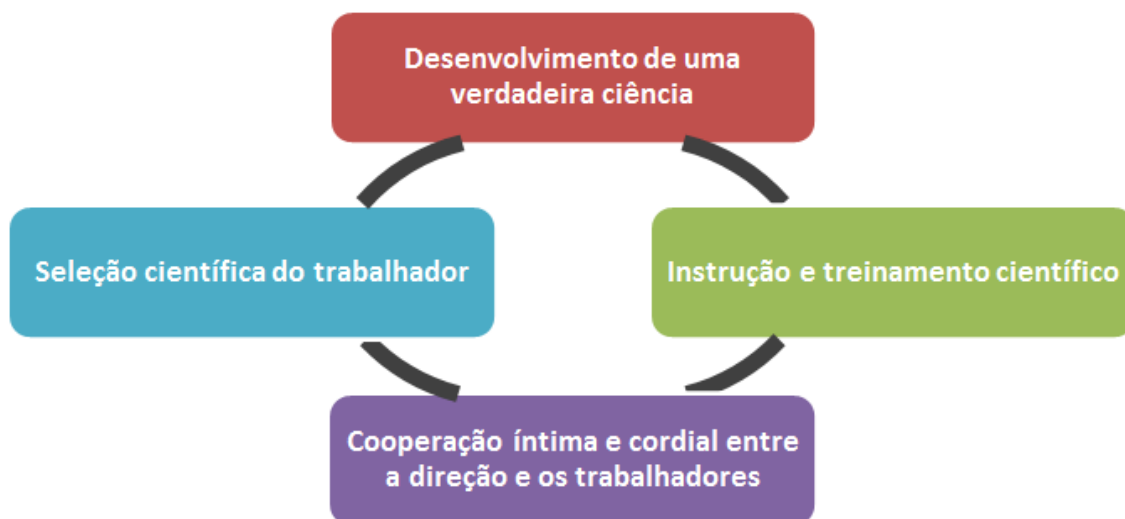 Desenvolvimento de uma
verdadeira ciência
Seleção científica do trabalhador
Instrução e treinamento científico
Cooperação íntima e cordial entre
a direção e os trabalhadores